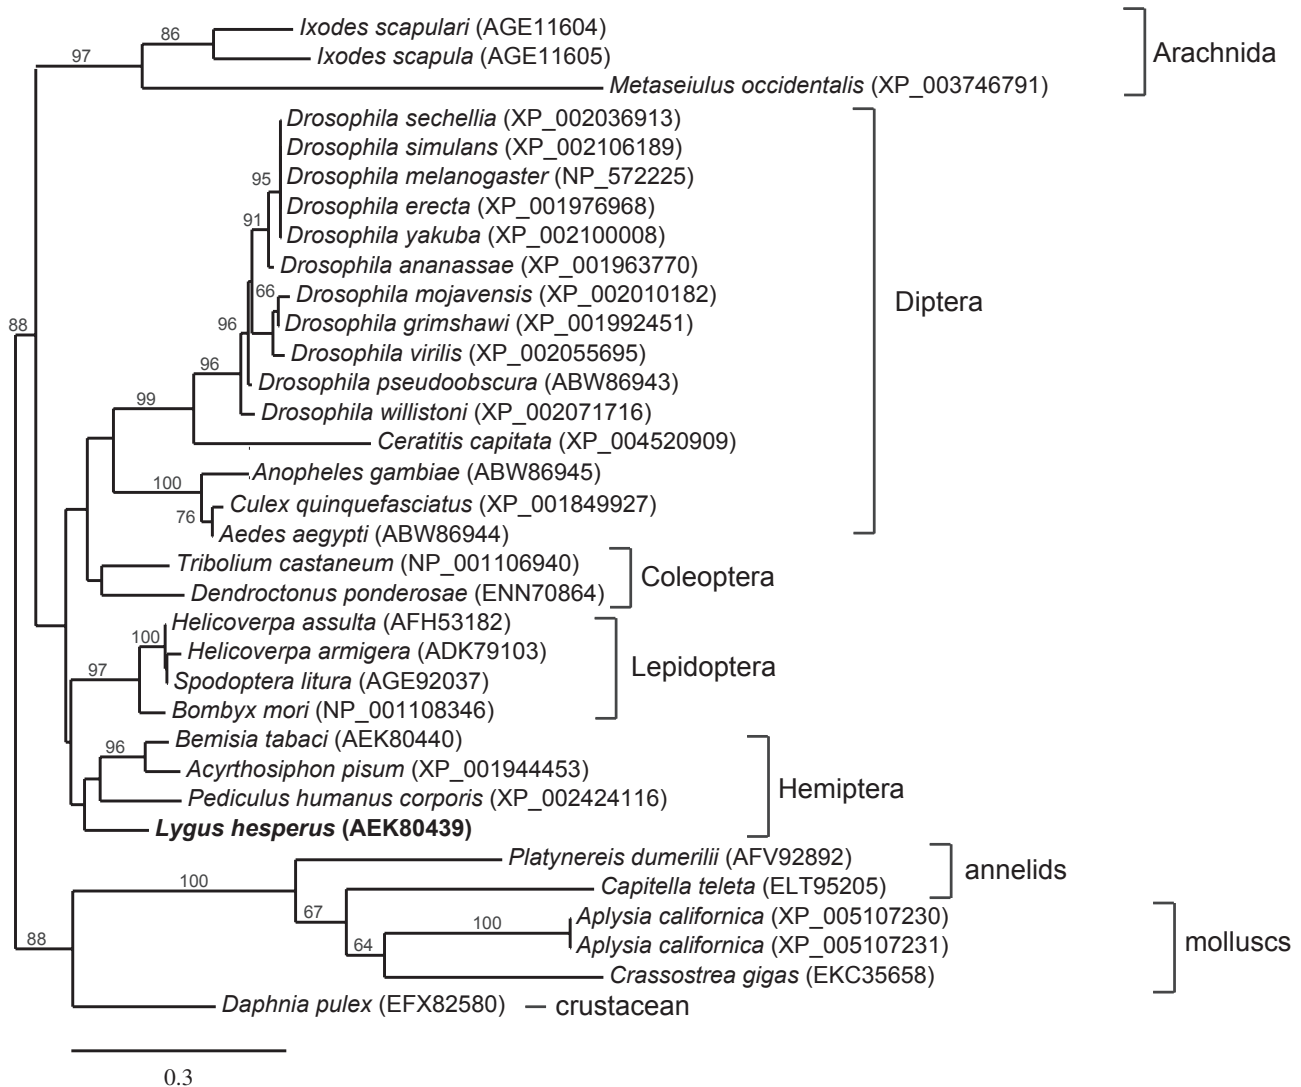 Ixodes scapulari (AGE11604)
86
Ixodes scapula (AGE11605)
97
Arachnida
Metaseiulus occidentalis (XP_003746791)
Drosophila sechellia (XP_002036913)
Drosophila simulans (XP_002106189)
95
Drosophila melanogaster (NP_572225)
Drosophila erecta (XP_001976968)
91
Drosophila yakuba (XP_002100008)
Drosophila ananassae (XP_001963770)
66
Drosophila mojavensis (XP_002010182)
Diptera
96
Drosophila grimshawi (XP_001992451)
88
Drosophila virilis (XP_002055695)
96
Drosophila pseudoobscura (ABW86943)
99
Drosophila willistoni (XP_002071716)
Ceratitis capitata (XP_004520909)
Anopheles gambiae (ABW86945)
100
Culex quinquefasciatus (XP_001849927)
76
Aedes aegypti (ABW86944)
Tribolium castaneum (NP_001106940)
Coleoptera
Dendroctonus ponderosae (ENN70864)
Helicoverpa assulta (AFH53182)
100
Helicoverpa armigera (ADK79103)
Lepidoptera
97
Spodoptera litura (AGE92037)
Bombyx mori (NP_001108346)
Bemisia tabaci (AEK80440)
96
Acyrthosiphon pisum (XP_001944453)
Hemiptera
Pediculus humanus corporis (XP_002424116)
Lygus hesperus (AEK80439)
Platynereis dumerilii (AFV92892)
annelids
100
Capitella teleta (ELT95205)
67
Aplysia californica (XP_005107230)
100
88
64
Aplysia californica (XP_005107231)
molluscs
Crassostrea gigas (EKC35658)
Daphnia pulex (EFX82580)
crustacean
0.3